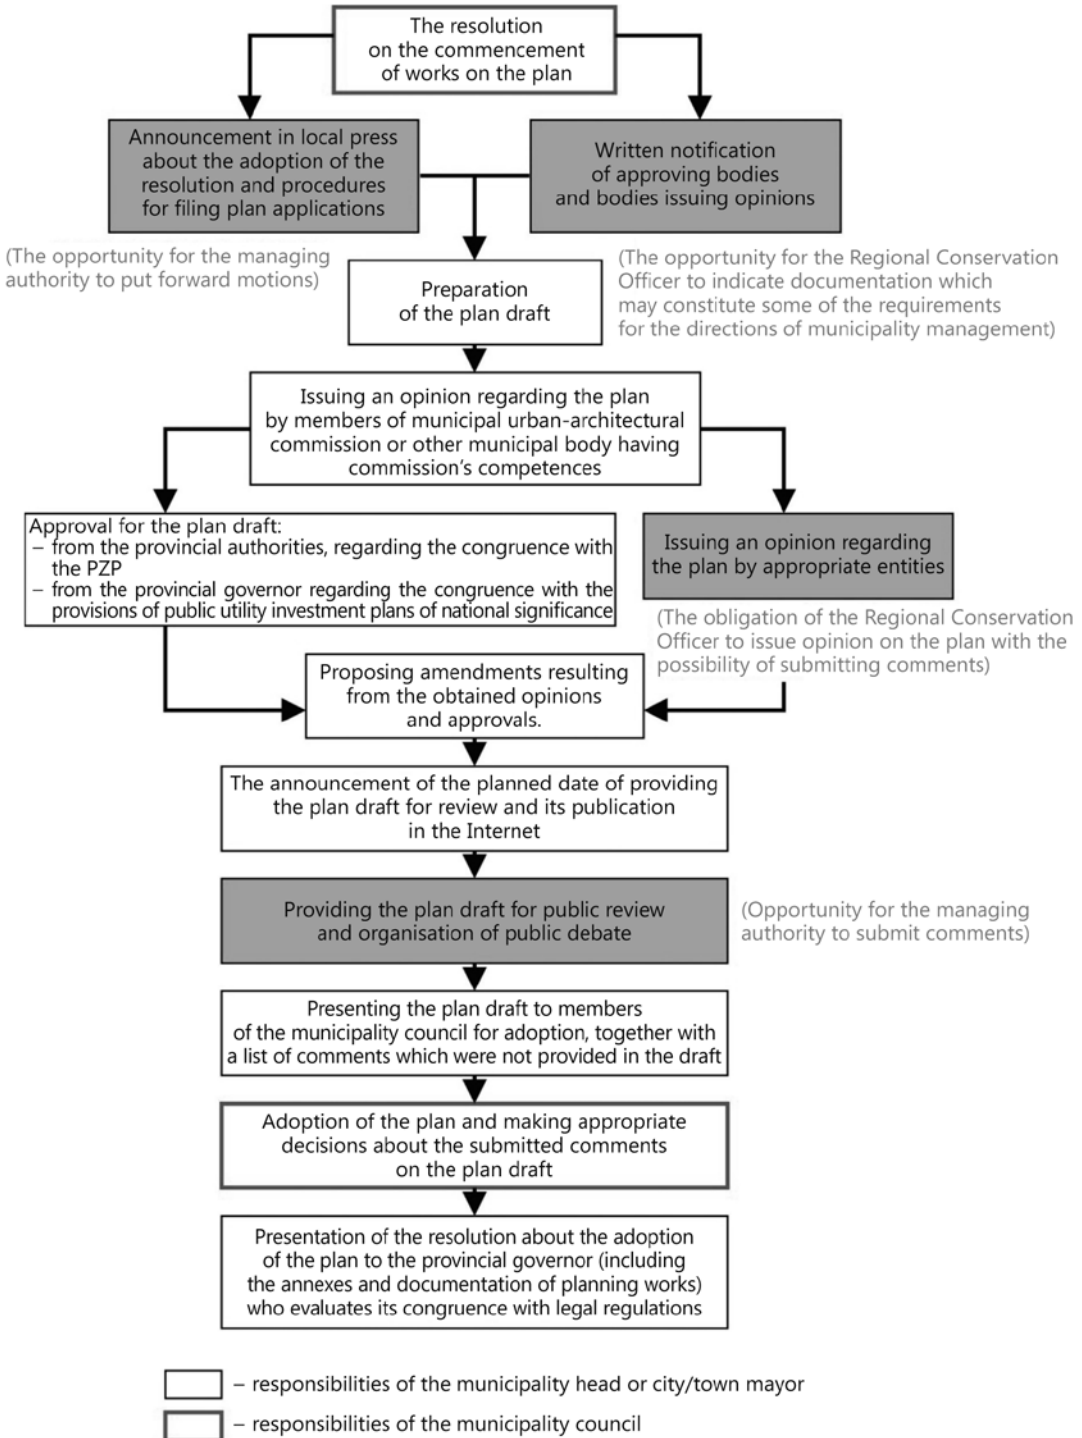 The resolution
on the commencement
of works on the plan
Announcement in local press
about the adoption of the
resolution and procedures
for filing plan applications
Written notification
of approving bodies
and bodies issuing opinions
(The opportunity for the managing
authority to put forward motions)
(The opportunity for the Regional Conservation
Officer to indicate documentation which
may constitute some of the requirements
for the directions of municipality management)
Preparation
of the plan draft
Issuing an opinion regarding the plan
by members of municipal urban-architectural
commission or other municipal body having
commission's competences
Approval for the plan draft:
– from the provincial authorities, regarding the congruence with
the PZP
– from the provincial governor regarding the congruence with the
provisions of public utility investment plans of national significance
Issuing an opinion regarding
the plan by appropriate entities
(The obligation of the Regional Conservation
Officer to issue opinion on the plan with the
possibility of submitting comments)
Proposing amendments resulting
from the obtained opinions
and approvals.
The announcement of the planned date of providing
the plan draft for review and its publication
in the Internet
Providing the plan draft for public review
and organisation of public debate
(Opportunity for the managing
authority to submit comments)
Presenting the plan draft to members
of the municipality council for adoption, together with
a list of comments which were not provided in the draft
Adoption of the plan and making appropriate
decisions about the submitted comments
on the plan draft
Presentation of the resolution about the adoption
of the plan to the provincial governor (including
the annexes and documentation of planning works)
who evaluates its congruence with legal regulations
– responsibilities of the municipality head or city/town mayor
– responsibilities of the municipality council